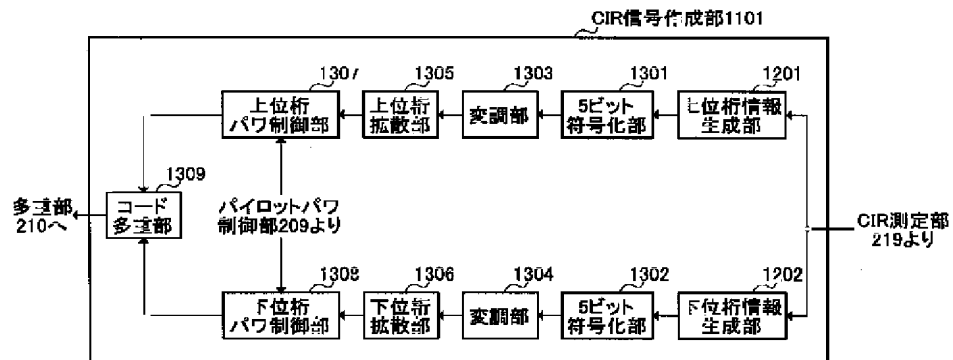 CIR信号作成部1101
1307
1305
1303
1301
1201
上位桁
パワ制御部
上位桁
拡散部
変調部
5ビット
符号化部
上位桁情報
生成部
1309
コード
多重部
多重部
210へ
パイロットパワ
制御部209より
CIR測定部
219より
1308
1306
1304
1302
1202
下位桁
パワ制御部
下位桁
拡散部
変調部
5ビット
符号化部
下位桁情報
生成部